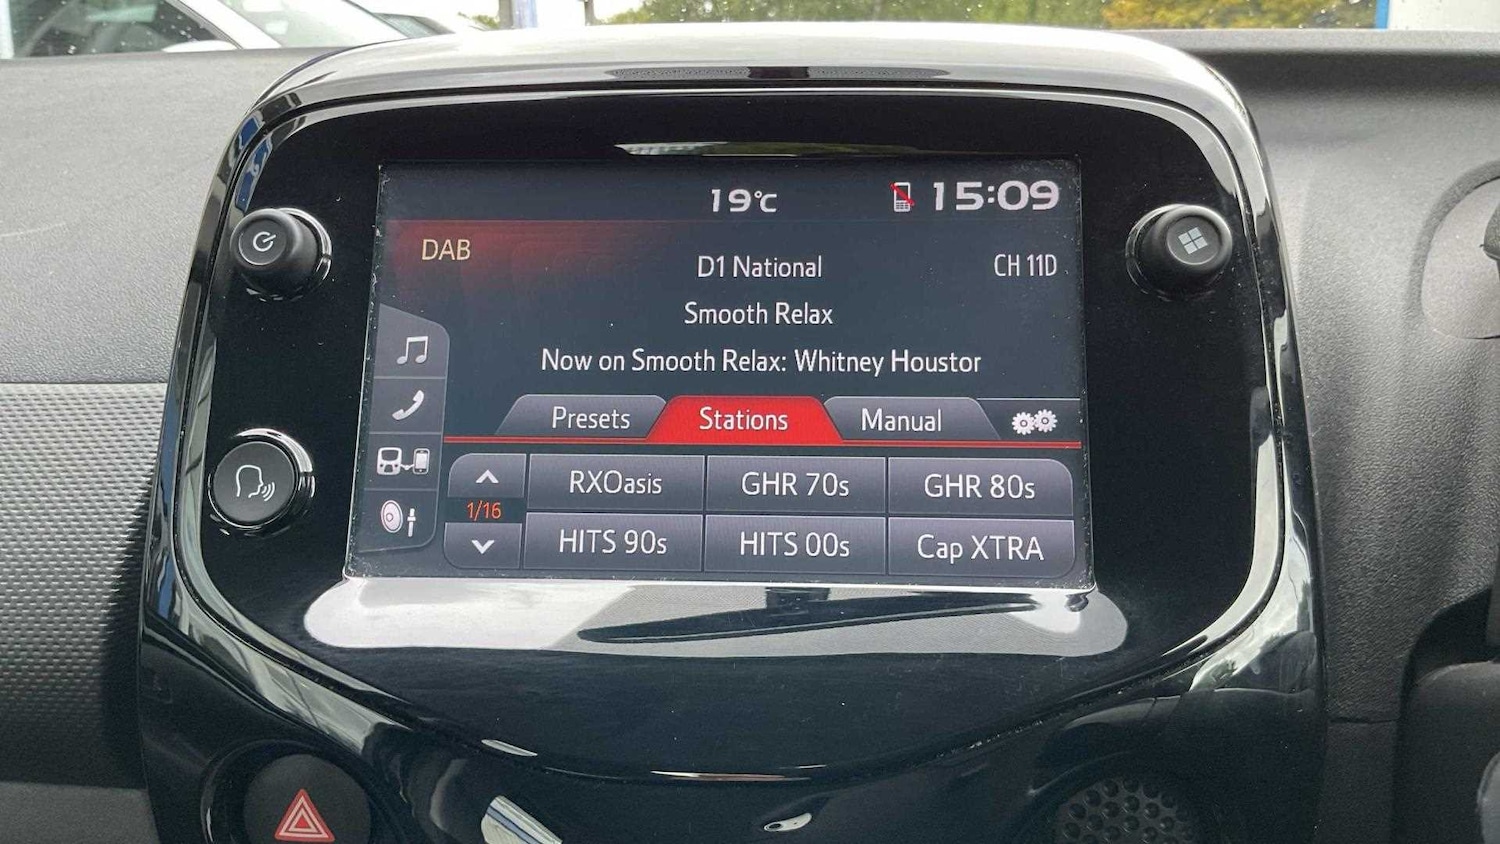 19°C 15:09
DAB
D1 National CH 11D
Smooth Relax
Now on Smooth Relax: Whitney Houstor
Presets Stations Manual
RXOasis GHR 70s GHR 80s
1/16
HITS 90s HITS 00s Cap XTRA